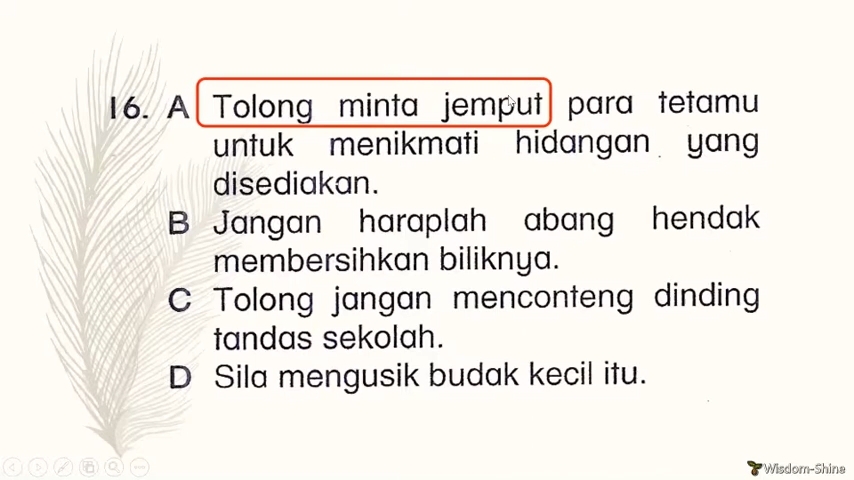 16. A Tolong minta jemput para tetamu
untuk menikmati hidangan yang
disediakan.
B Jangan haraplah abang hendak
membersihkan biliknya.
C Tolong jangan menconteng dinding
tandas sekolah.
D Sila mengusik budak kecil itu.
Wisdom-Shine